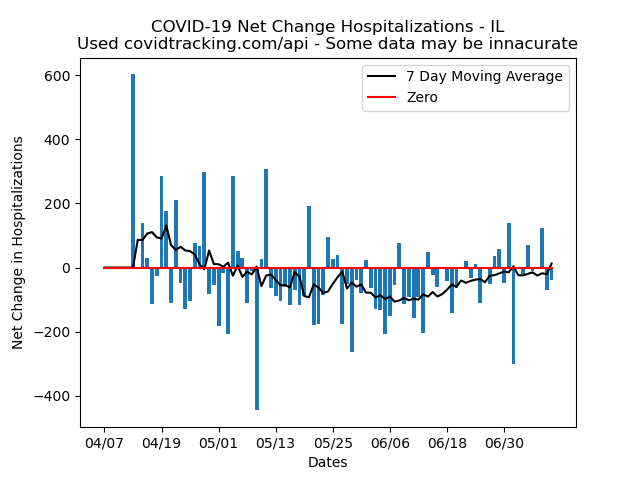 COVID-19 Net Change Hospitalizations - IL
Used covidtracking.com/api - Some data may be innacurate
7 Day Moving Average
Zero
Net Change in Hospitalizations
600
400
200
0
−200
−400
04/07 04/19 05/01 05/13 05/25 06/06 06/18 06/30
Dates